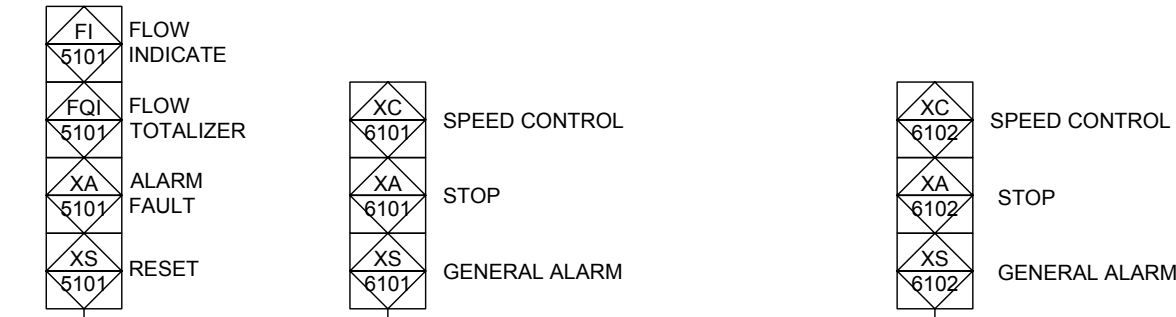 FI
5101
FLOW
INDICATE
FQI
5101
FLOW
TOTALIZER
XA
5101
ALARM
FAULT
XS
5101
RESET
XC
6101
SPEED CONTROL
XA
6101
STOP
XS
6101
GENERAL ALARM
XC
6102
SPEED CONTROL
XA
6102
STOP
XS
6102
GENERAL ALARM